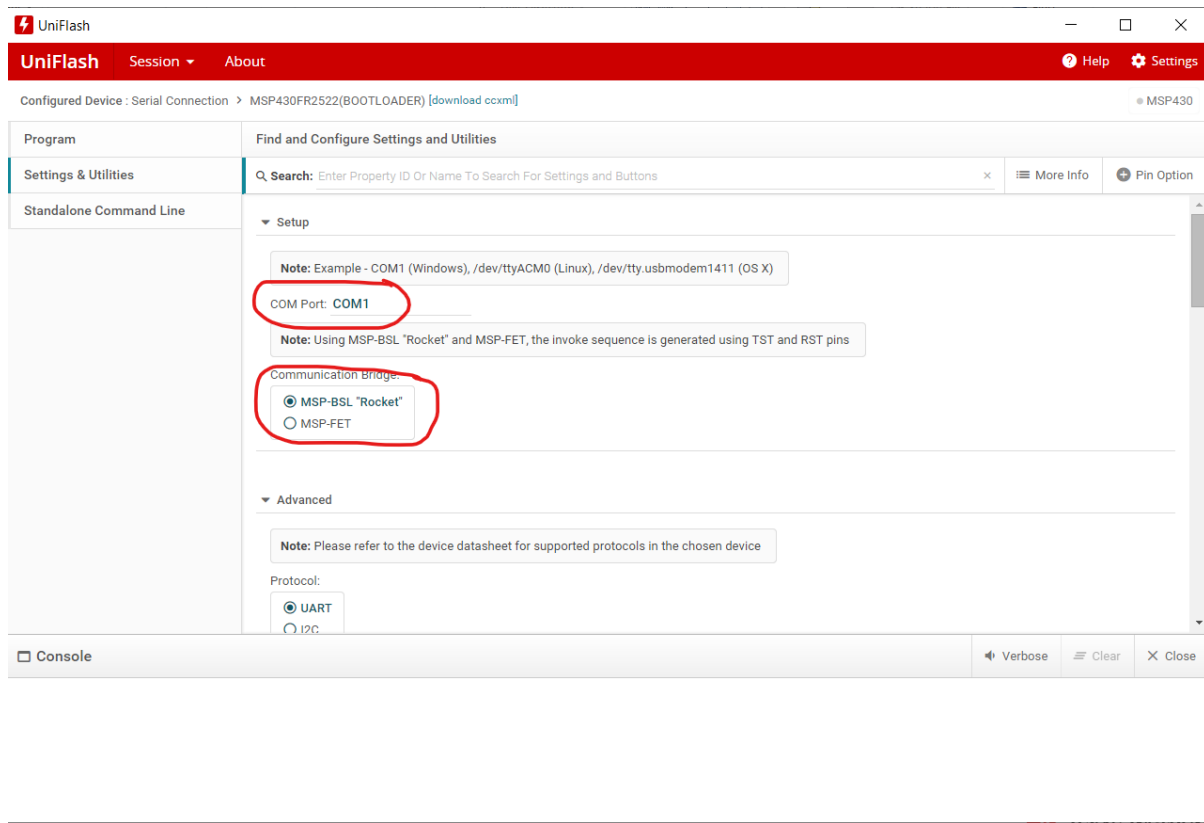 UniFlash
UniFlash Session About Help Settings
Configured Device : Serial Connection > MSP430FR2522(BOOTLOADER) [download ccxml] MSP430
Program
Settings & Utilities
Standalone Command Line
Find and Configure Settings and Utilities
Search: Enter Property ID Or Name To Search For Settings and Buttons × More Info Pin Option
Setup
Note: Example - COM1 (Windows), /dev/ttyACM0 (Linux), /dev/tty.usbmodem1411 (OS X)
COM Port: COM1
Note: Using MSP-BSL "Rocket" and MSP-FET, the invoke sequence is generated using TST and RST pins
Communication Bridge:
MSP-BSL "Rocket"
MSP-FET
Advanced
Note: Please refer to the device datasheet for supported protocols in the chosen device
Protocol:
UART
I2C
Console Verbose Clear Close